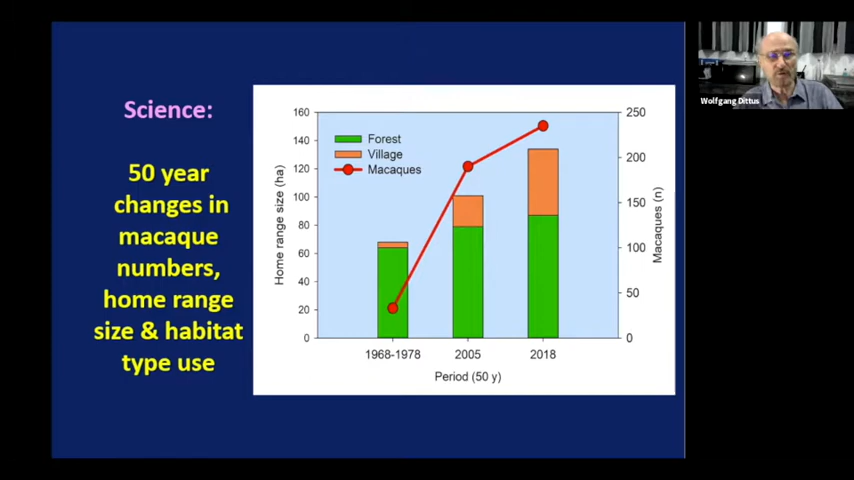 Science:
50 year
changes in
macaque
numbers,
home range
size & habitat
type use
Forest
Village
Macaques
Home range size (ha)
160
140
120
100
80
60
40
20
0
Macaques (n)
250
200
150
100
50
0
1968-1978 2005 2018
Period (50 y)
Wolfgang Dittus